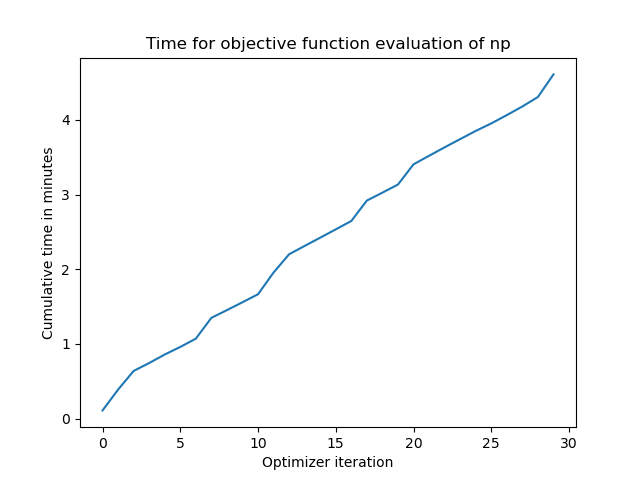 Time for objective function evaluation of np
Cumulative time in minutes
4
3
2
1
0
0 5 10 15 20 25 30
Optimizer iteration